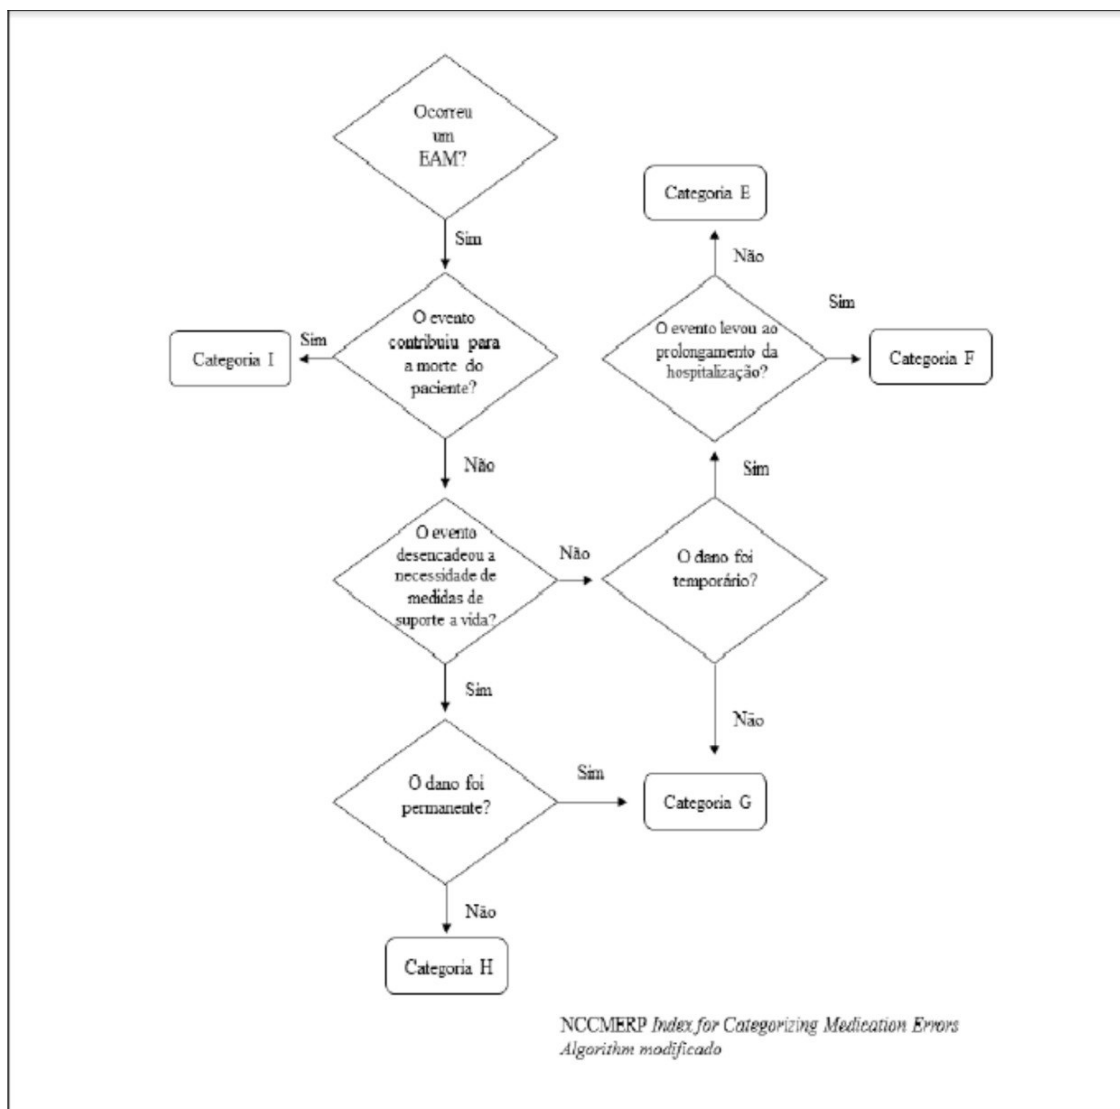 Ocorreu
um
EAM?
Sim
O evento
contribuiu para
a morte do
paciente?
Sim
Categoria I
Não
O evento
desencadeou a
necessidade de
medidas de
suporte a vida?
Não
O dano foi
temporário?
Sim
O evento levou ao
prolongamento da
hospitalização?
Não
Categoria E
Sim
Categoria F
Não
Categoria G
Sim
O dano foi
permanente?
Sim
Não
Categoria H
NCCMERP Index for Categorizing Medication Errors
Algorithm modificado